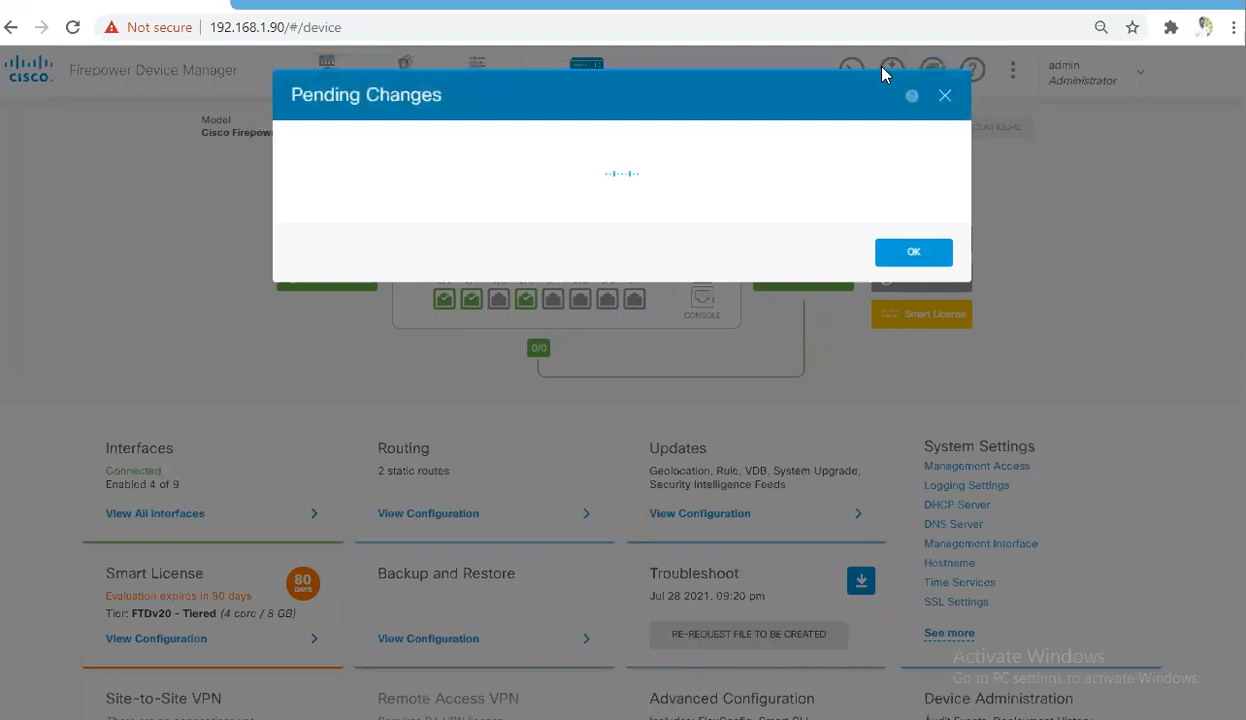 Not secure
192.168.1.90/#/device
CISCO.
Firepower Device Manager
admin
Administrator
Pending Changes
Model
Cisco Firepow
OK
CONSOLE
Smart License
0/0
Interfaces
Connected
Enabled 4 of 9
View All Interfaces
Routing
2 static routes
View Configuration
Updates
Geolocation, Rule, VDB, System Upgrade,
Security Intelligence Feeds
View Configuration
System Settings
Management Access
Logging Settings
DHCP Server
DNS Server
Management Interface
Hostname
Time Services
SSL Settings
See more
Smart License
Evaluation expires in 80 days
Tier: FTDv20 - Tiered (4 core / 8 GB)
View Configuration
80
DAYS
Backup and Restore
View Configuration
Troubleshoot
Jul 28 2021, 09:20 pm
RE-REQUEST FILE TO BE CREATED
Activate Windows
Go to PC settings to activate Windows.
Site-to-Site VPN
Remote Access VPN
Advanced Configuration
Device Administration